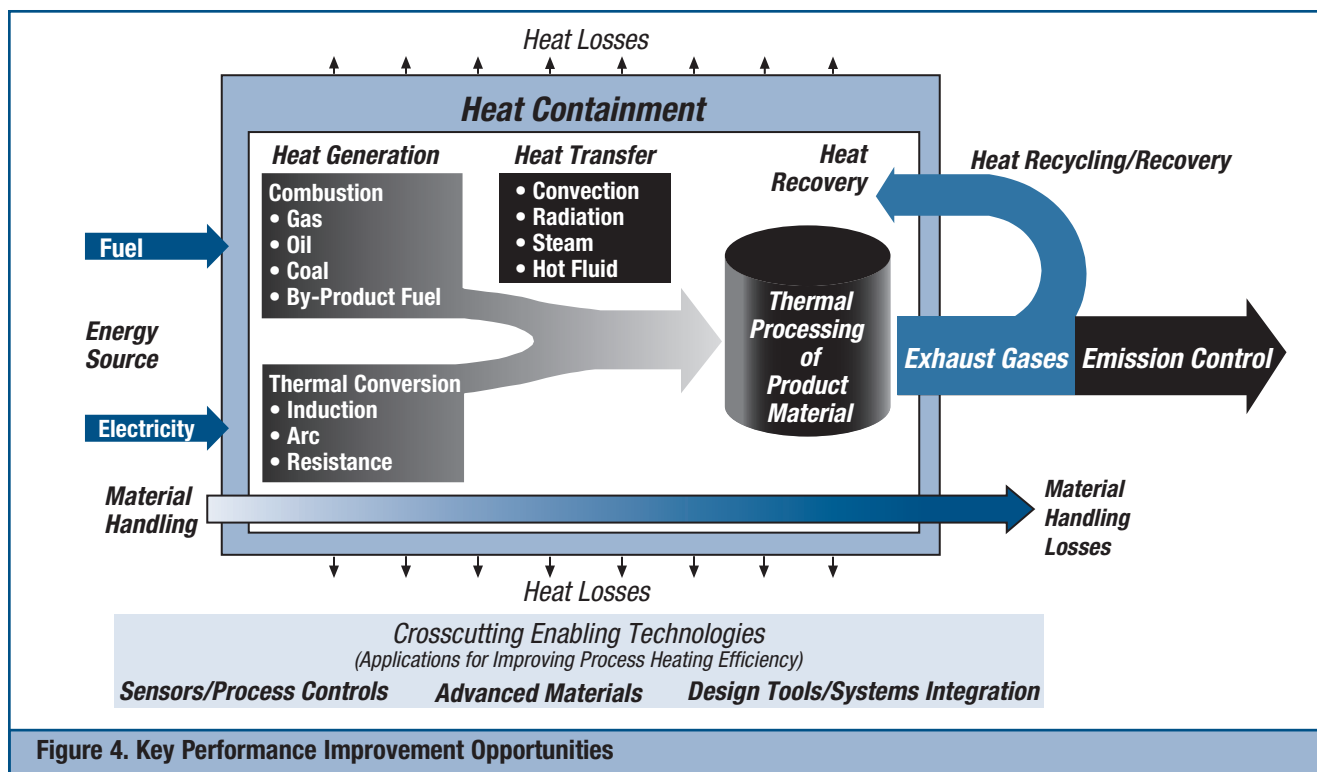 Heat Losses
Heat Containment
Heat Generation
Combustion
• Gas
• Oil
• Coal
• By-Product Fuel
Heat Transfer
• Convection
• Radiation
• Steam
• Hot Fluid
Heat
Recovery
Heat Recycling/Recovery
Fuel
Energy
Source
Electricity
Thermal Conversion
• Induction
• Arc
• Resistance
Thermal
Processing
of
Product
Material
Exhaust Gases
Emission Control
Material
Handling
Material
Handling
Losses
Heat Losses
Crosscutting Enabling Technologies
(Applications for Improving Process Heating Efficiency)
Sensors/Process Controls
Advanced Materials
Design Tools/Systems Integration
Figure 4. Key Performance Improvement Opportunities